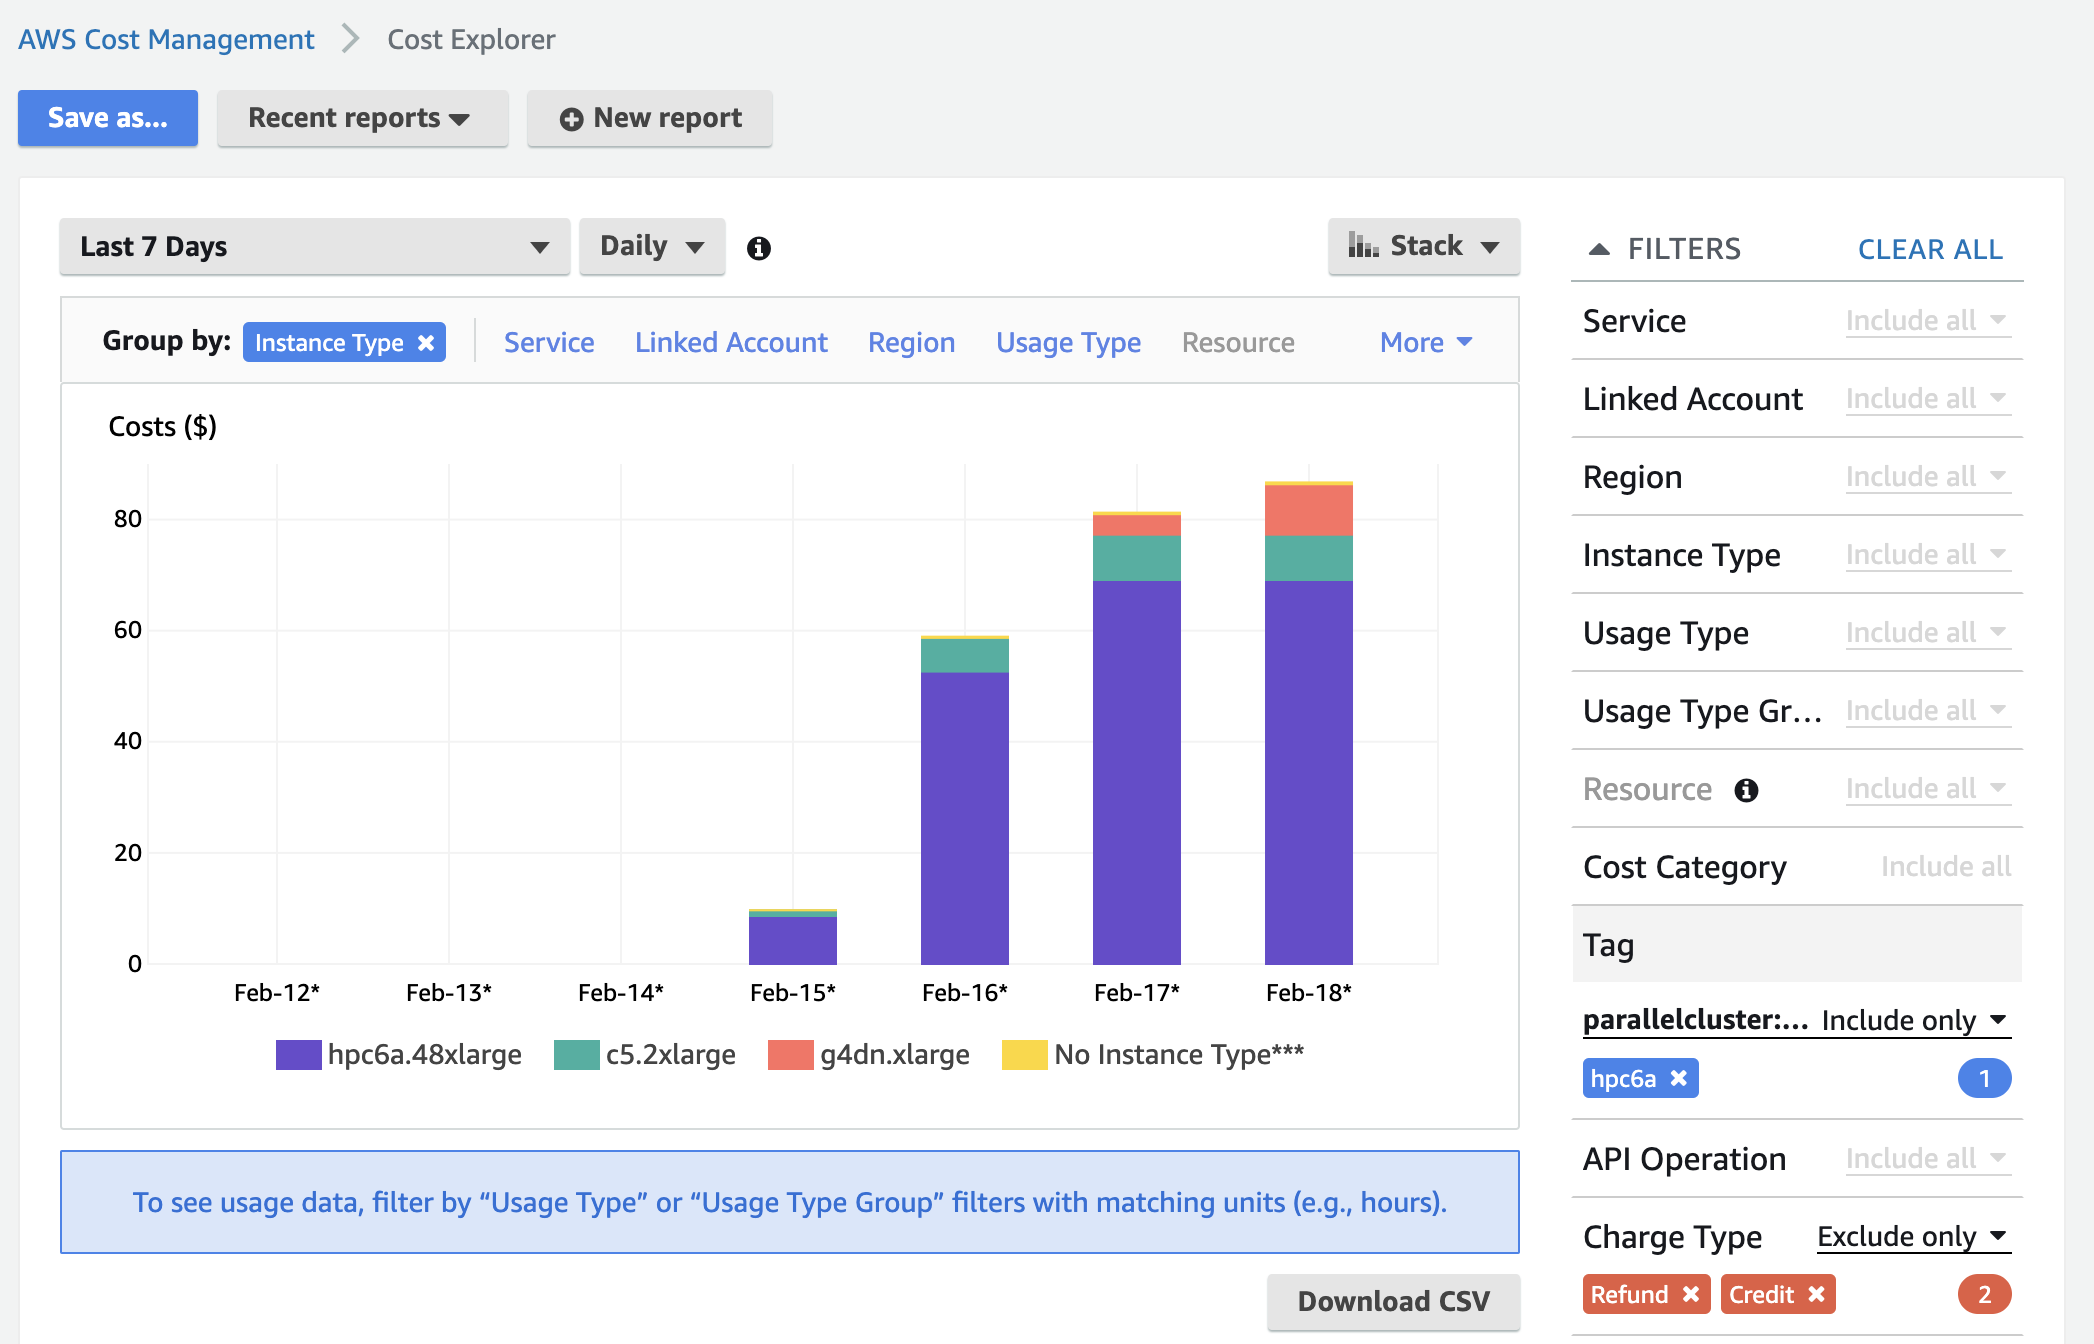 AWS Cost Management > Cost Explorer
Save as...
Recent reports
New report
Last 7 Days
Daily
Stack
Group by: Instance Type Service Linked Account Region Usage Type Resource More
Costs ($)
80
60
40
20
0
Feb-12* Feb-13* Feb-14* Feb-15* Feb-16* Feb-17* Feb-18*
hpc6a.48xlarge c5.2xlarge g4dn.xlarge No Instance Type***
To see usage data, filter by “Usage Type” or “Usage Type Group” filters with matching units (e.g., hours).
Download CSV
FILTERS CLEAR ALL
Service Include all
Linked Account Include all
Region Include all
Instance Type Include all
Usage Type Include all
Usage Type Gr... Include all
Resource Include all
Cost Category Include all
Tag
parallelcluster:... Include only
hpc6a 1
API Operation Include all
Charge Type Exclude only
Refund Credit 2